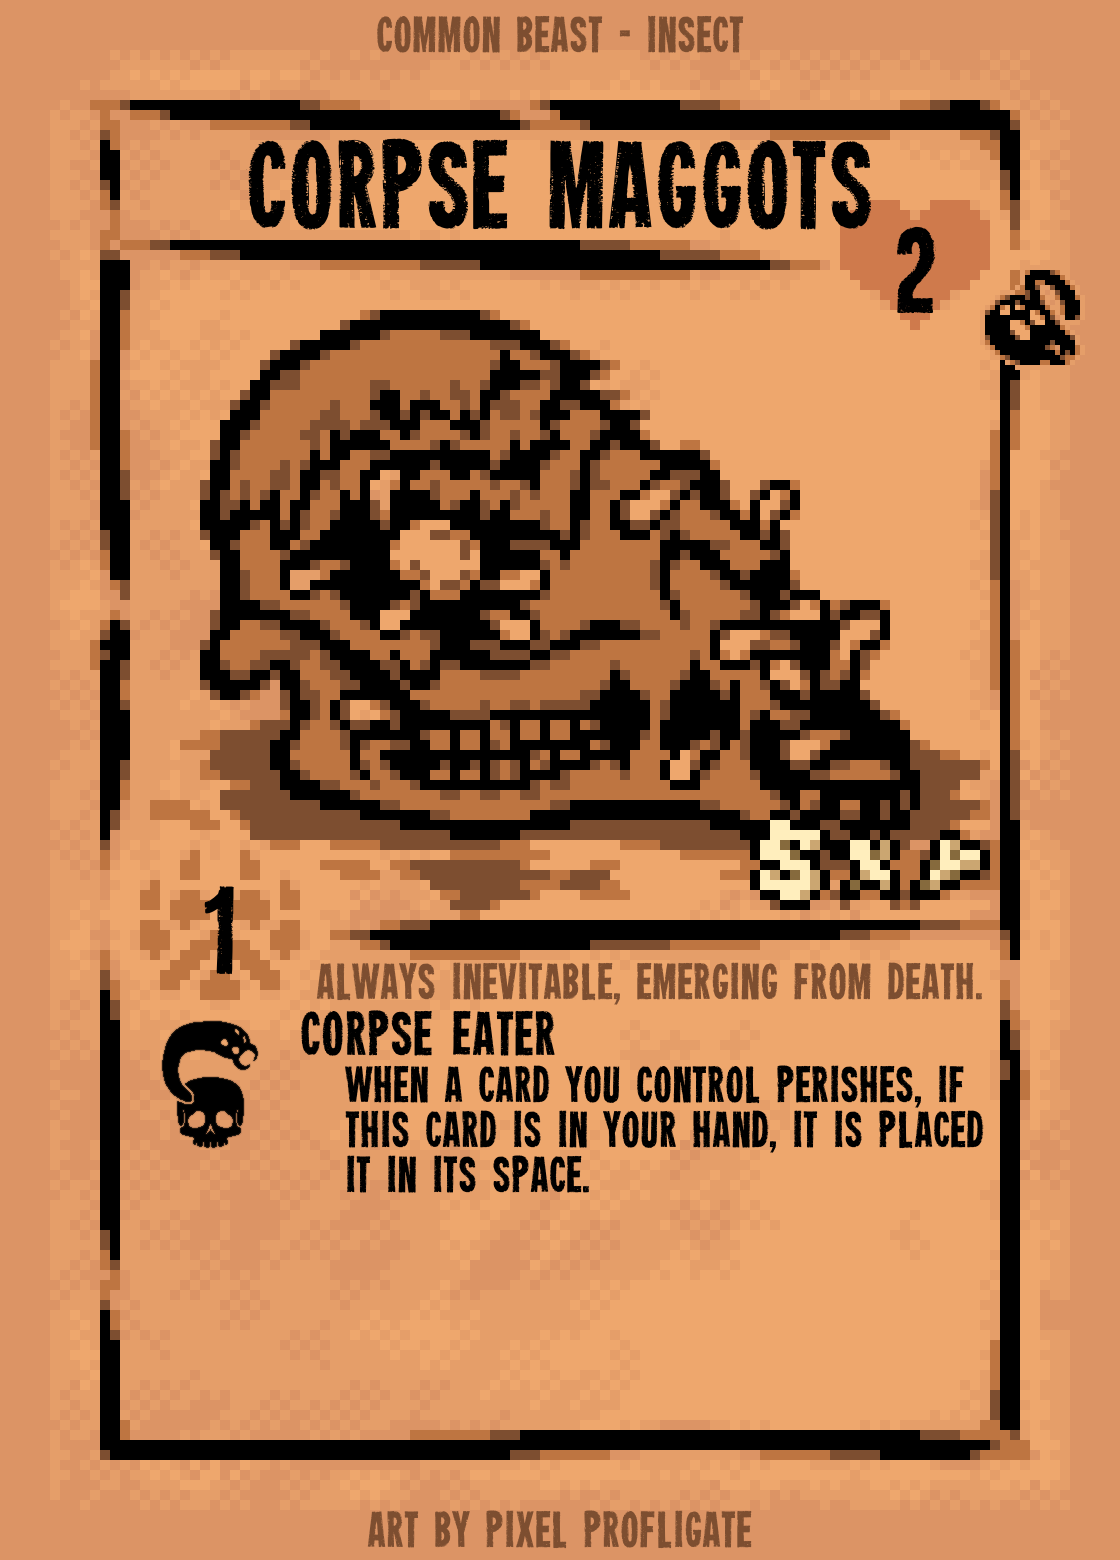 COMMON BEAST - INSECT
CORPSE MAGGOTS
2
S X Y
1
ALWAYS INEVITABLE, EMERGING FROM DEATH.
CORPSE EATER
WHEN A CARD YOU CONTROL PERISHES, IF
THIS CARD IS IN YOUR HAND, IT IS PLACED
IT IN ITS SPACE.
ART BY PIXEL PROFLIGATE